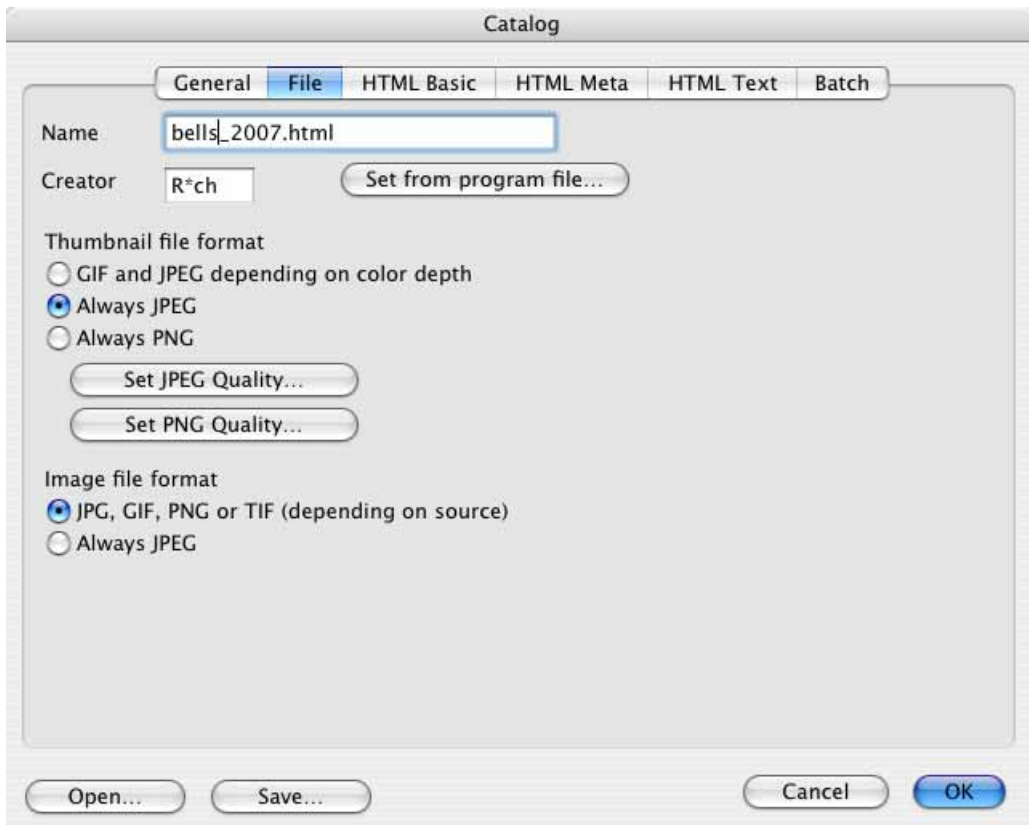 Catalog
General File HTML Basic HTML Meta HTML Text Batch
Name bells_2007.html
Creator R*ch Set from program file...
Thumbnail file format
GIF and JPEG depending on color depth
Always JPEG
Always PNG
Set JPEG Quality...
Set PNG Quality...
Image file format
JPG, GIF, PNG or TIF (depending on source)
Always JPEG
Open... Save... Cancel OK